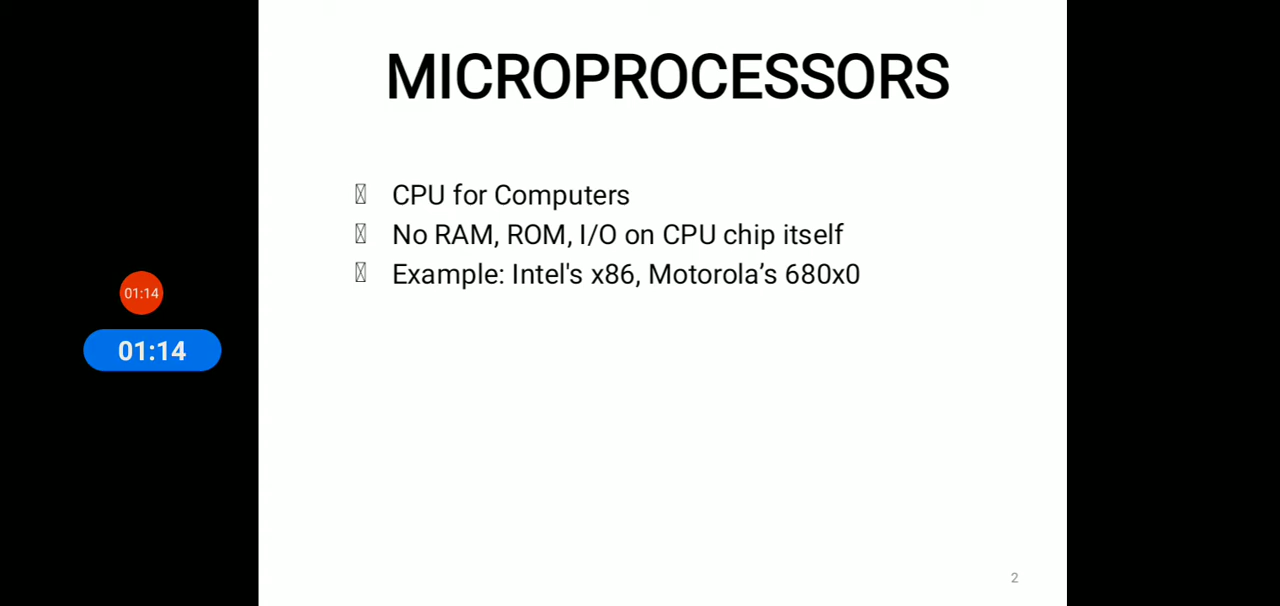 MICROPROCESSORS
CPU for Computers
No RAM, ROM, I/O on CPU chip itself
Example: Intel's x86, Motorola’s 680x0
01:14
01:14
2